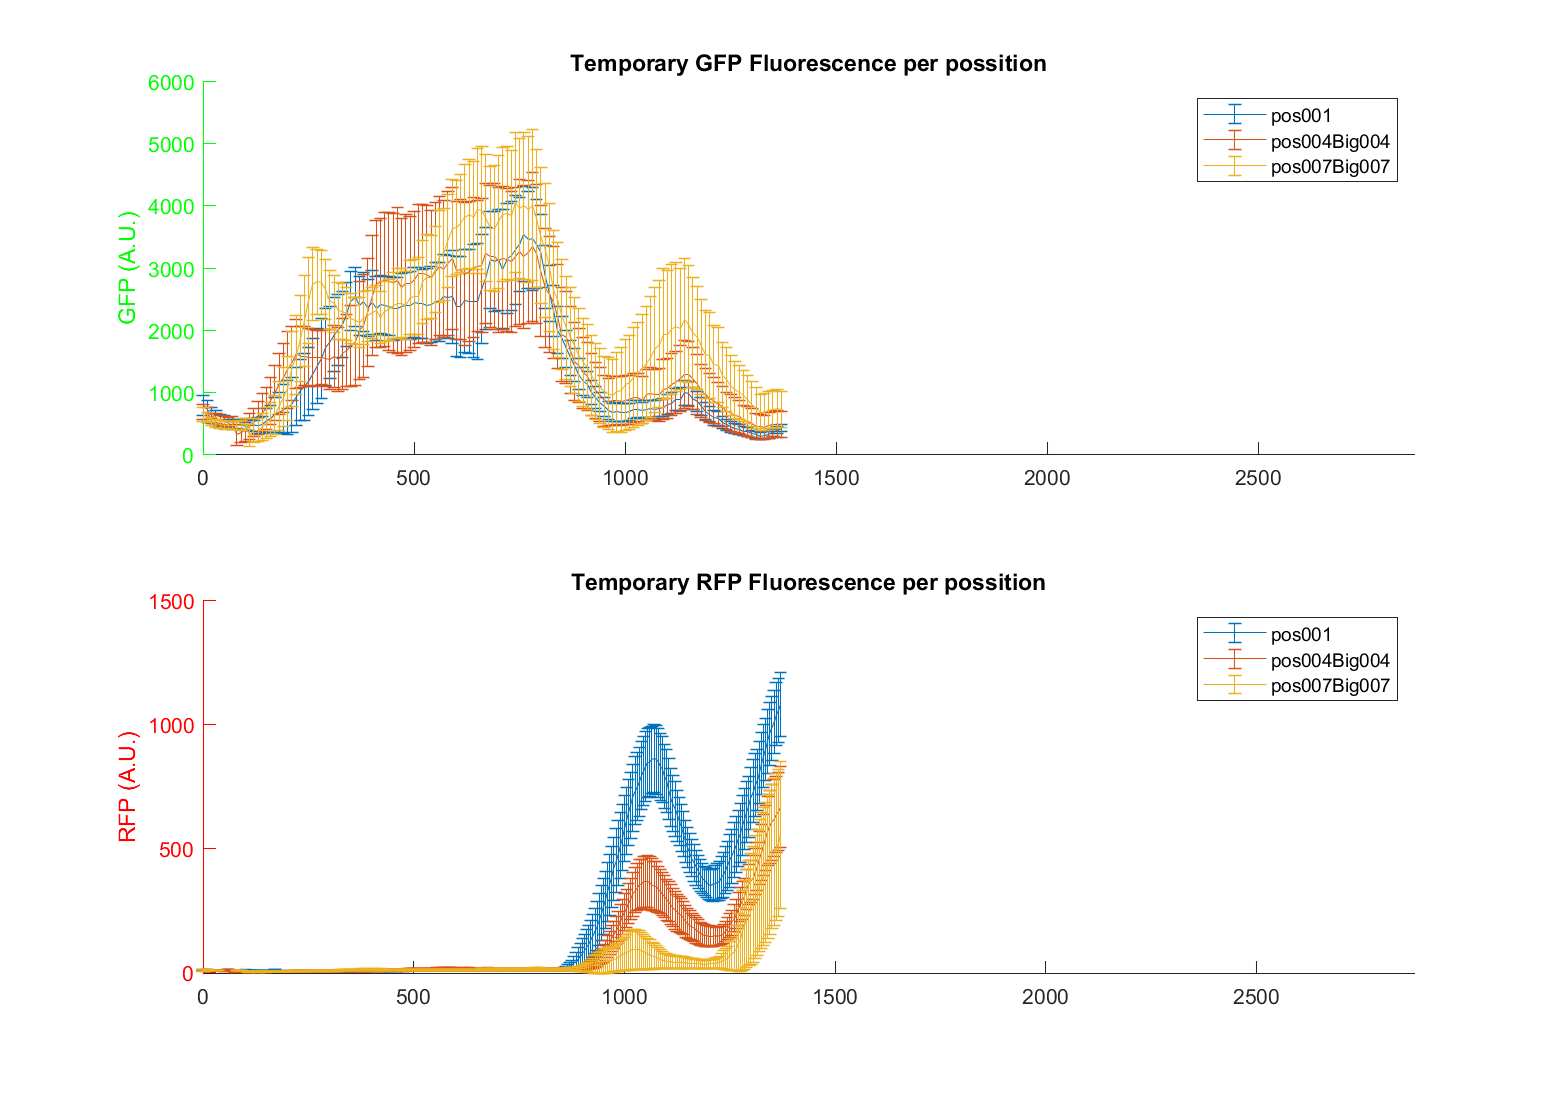 Temporary GFP Fluorescence per possition
6000
5000
4000
3000
2000
1000
0
GFP (A.U.)
0 500 1000 1500 2000 2500
pos001
pos004Big004
pos007Big007
Temporary RFP Fluorescence per possition
1500
1000
500
0
RFP (A.U.)
0 500 1000 1500 2000 2500
pos001
pos004Big004
pos007Big007